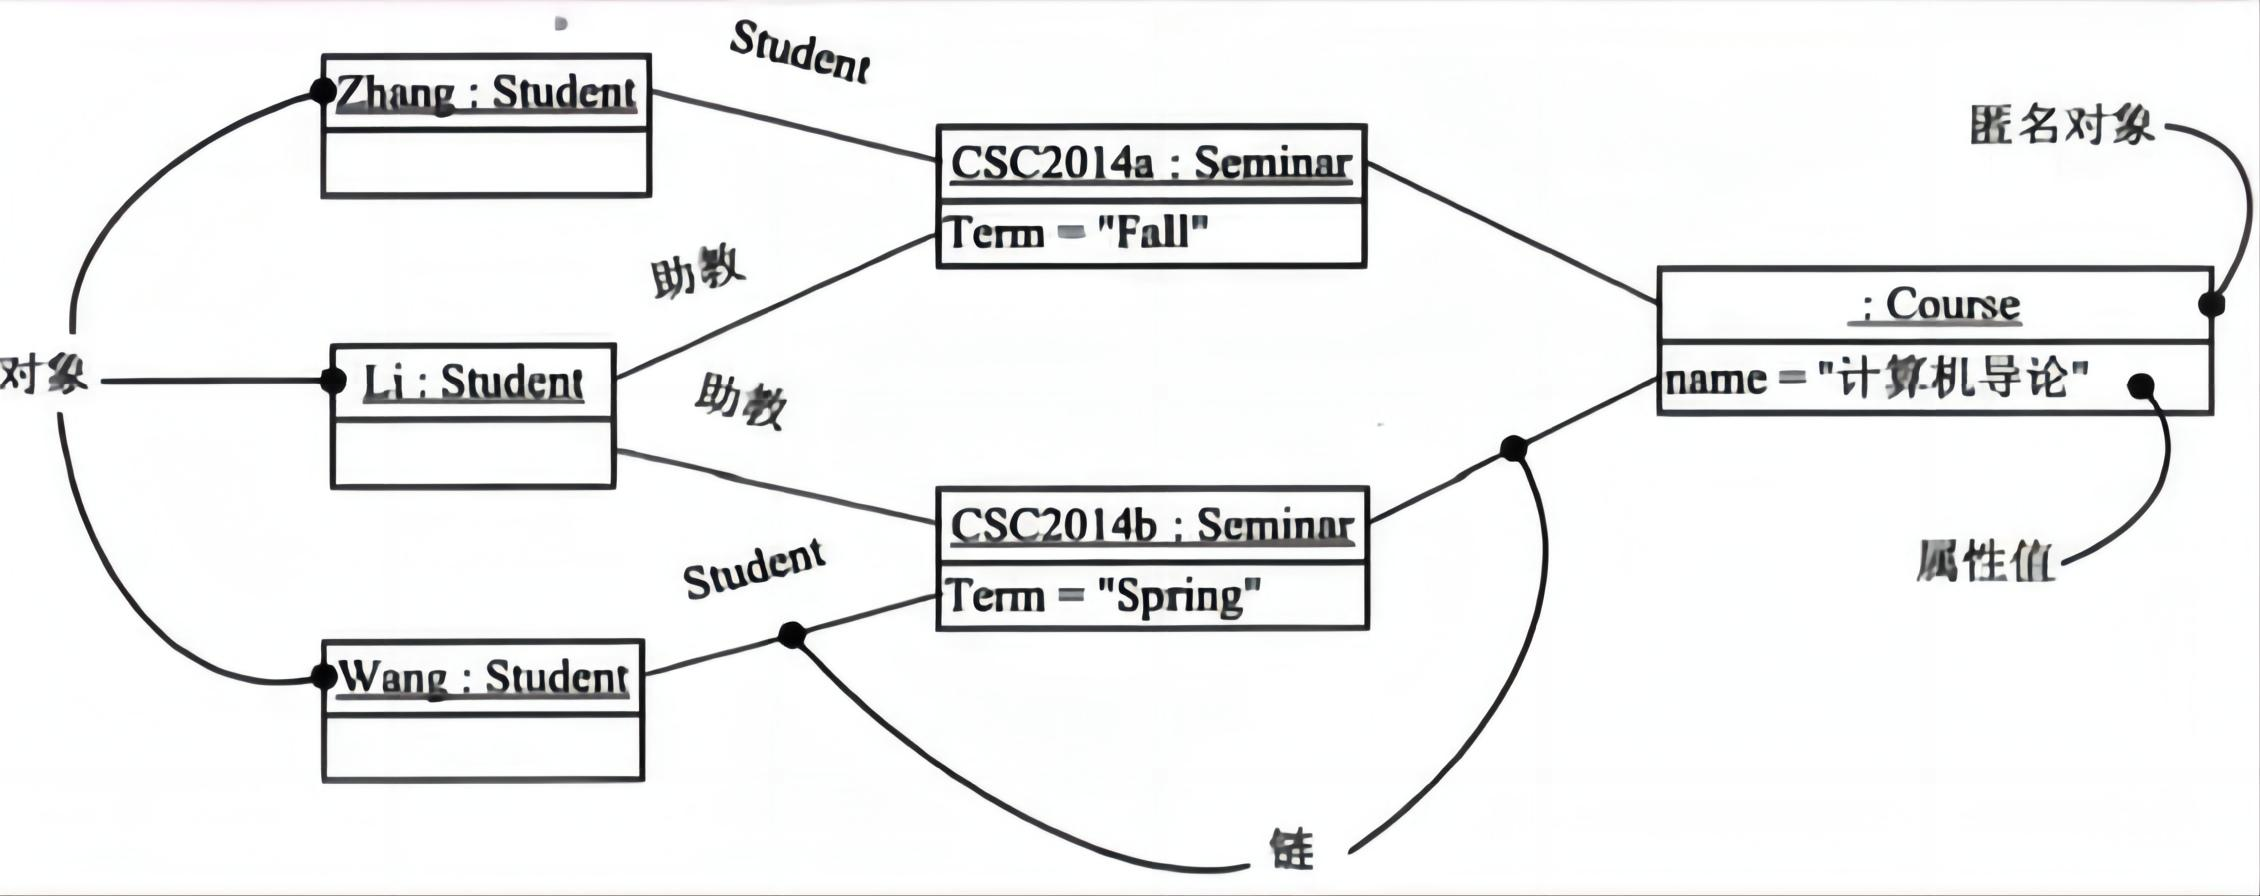 Student
Zhang : Student
匿名对象
CSC2014a : Seminar
Term = "Fall"
助教
: Course
name = "计算机导论"
对象
Li : Student
助教
CSC2014b : Seminar
Term = "Spring"
属性值
Student
Wang : Student
链